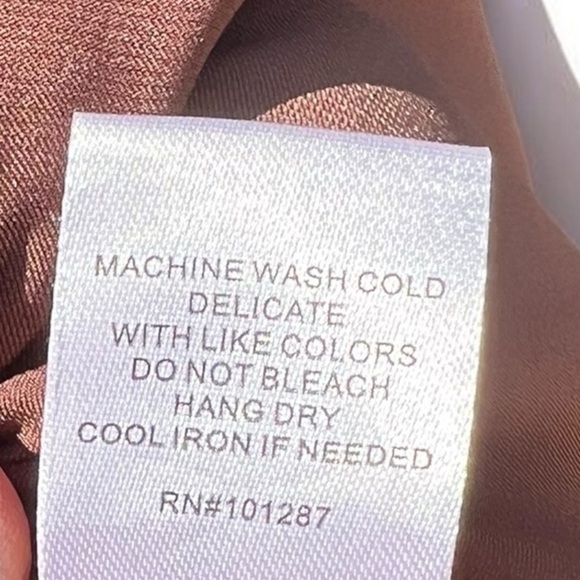 MACHINE WASH COLD
DELICATE
WITH LIKE COLORS
DO NOT BLEACH
HANG DRY
COOL IRON IF NEEDED
RN#101287